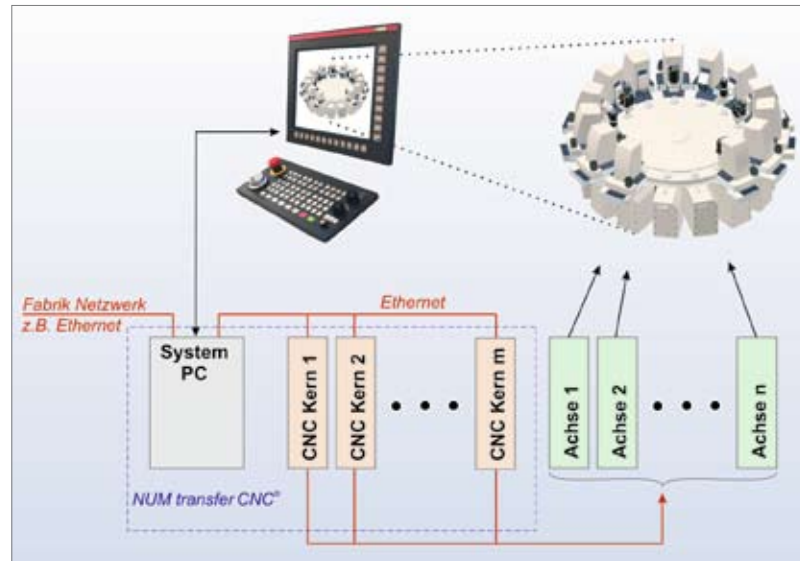 Fabrik Netzwerk
z.B. Ethernet
Ethernet
System
PC
CNC Kern 1
CNC Kern 2
CNC Kern m
Achse 1
Achse 2
Achse n
NUM transfer CNC®